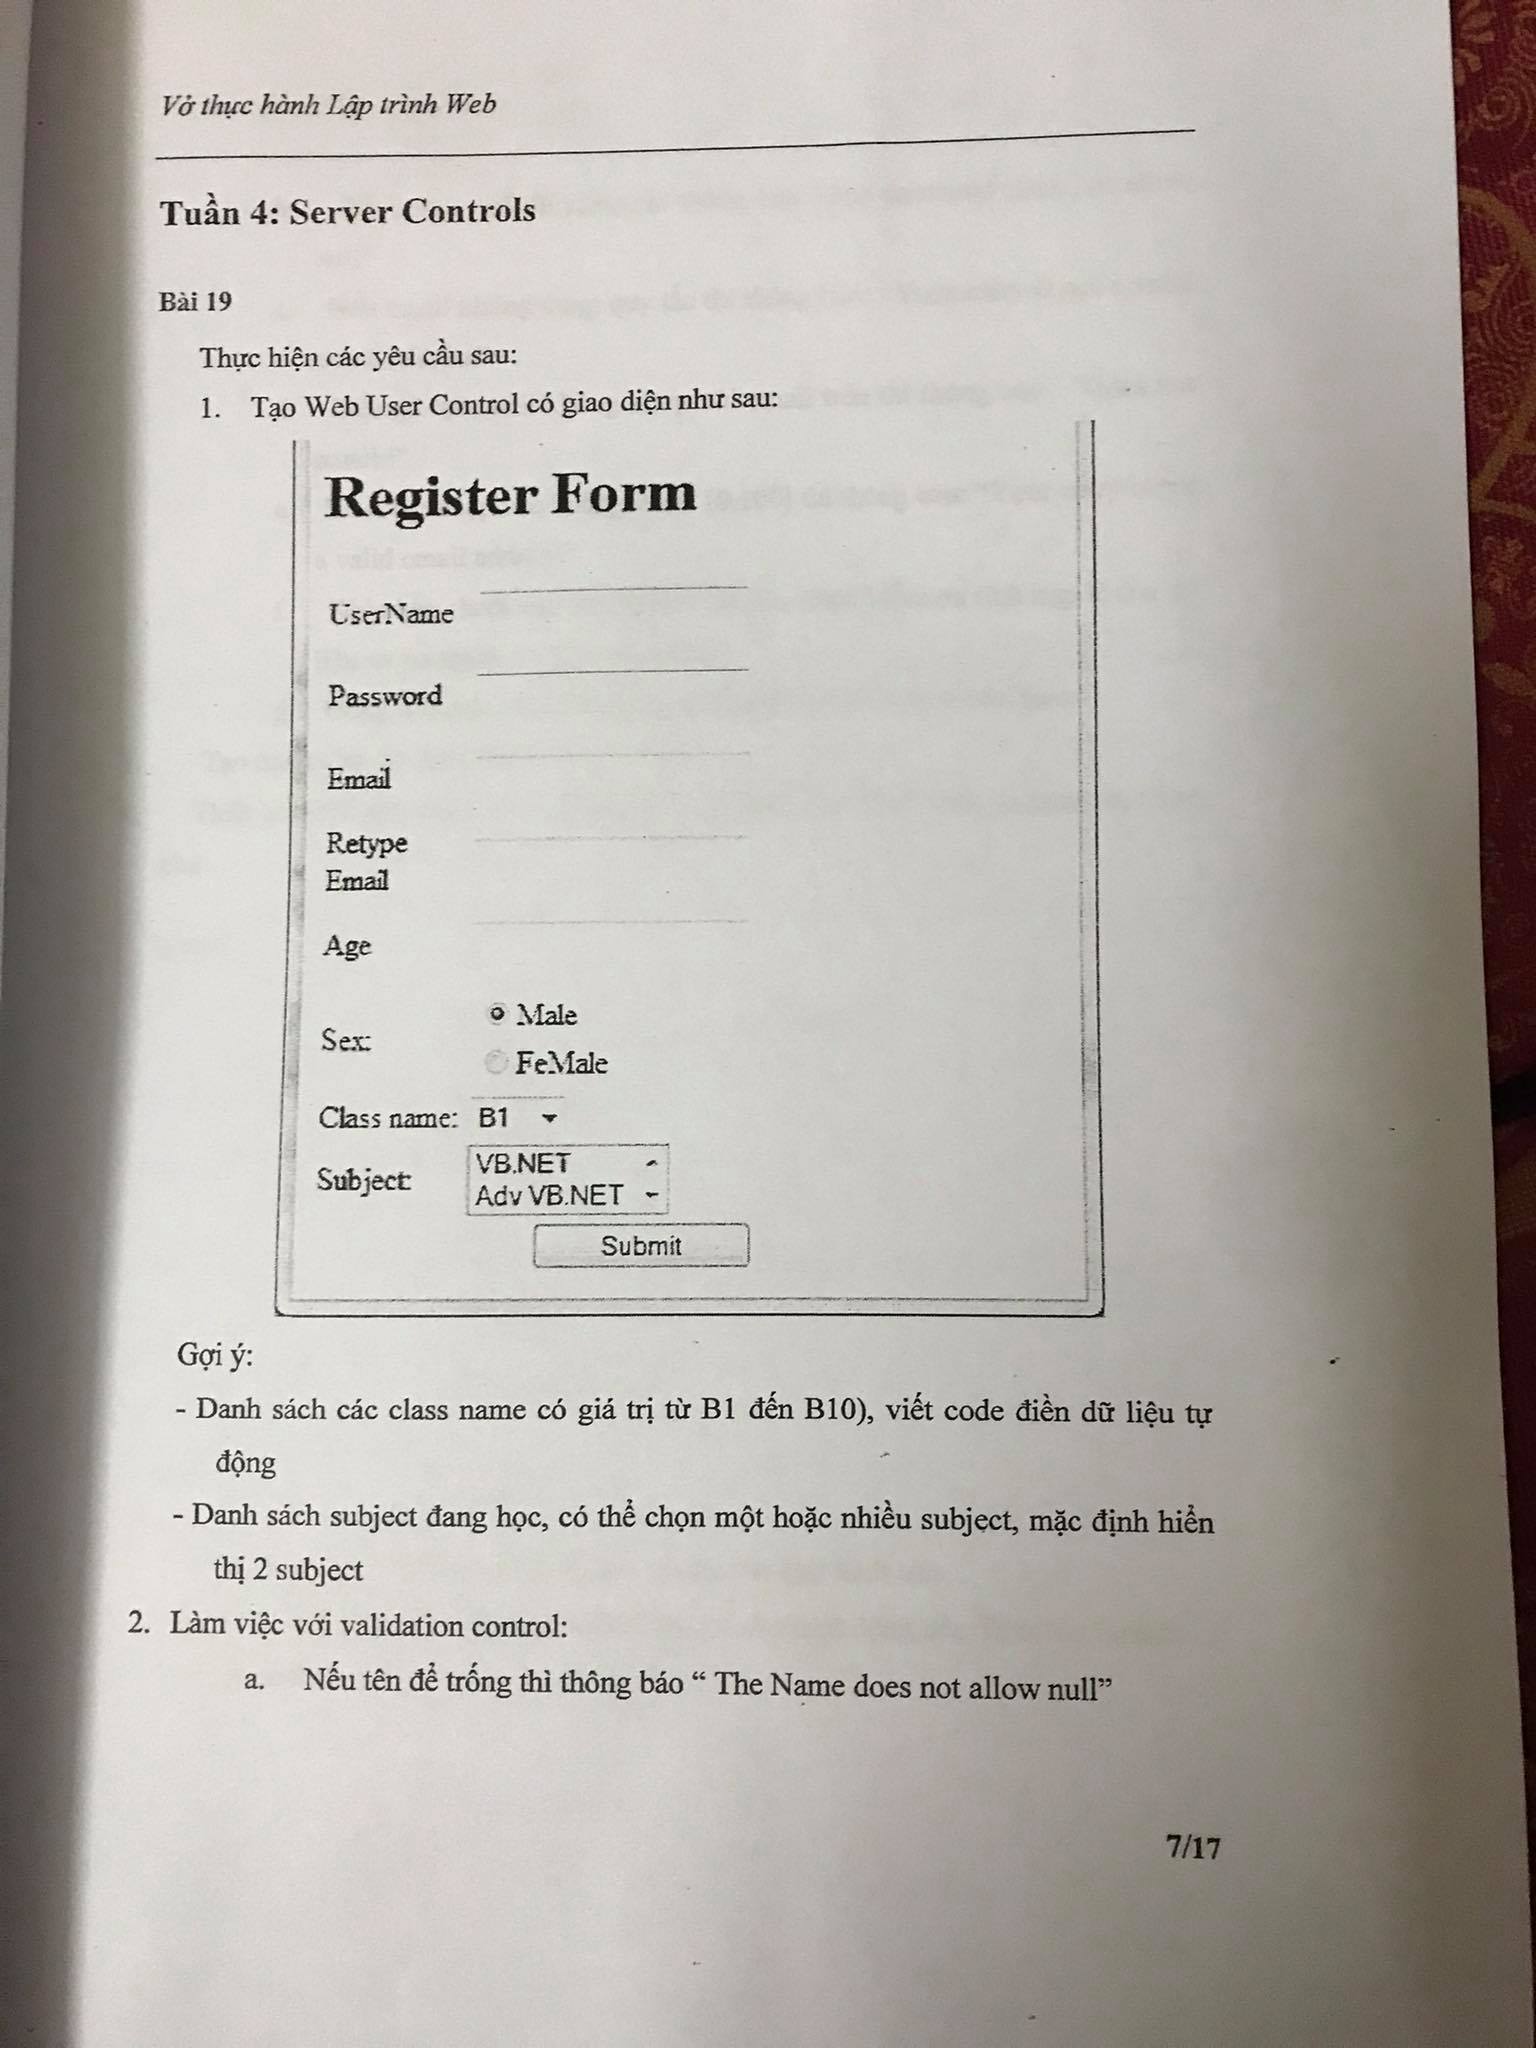 Vở thực hành Lập trình Web
Tuần 4: Server Controls
Bài 19
Thực hiện các yêu cầu sau:
1. Tạo Web User Control có giao diện như sau:
Register Form
UserName
Password
Email
Retype
Email
Age
Sex:
Male
FeMale
Class name: B1
Subject:
VB.NET
Adv VB.NET
Submit
Gợi ý:
- Danh sách các class name có giá trị từ B1 đến B10), viết code điền dữ liệu tự
động
- Danh sách subject đang học, có thể chọn một hoặc nhiều subject, mặc định hiển
thị 2 subject
2. Làm việc với validation control:
a. Nếu tên để trống thì thông báo “ The Name does not allow null”
7/17